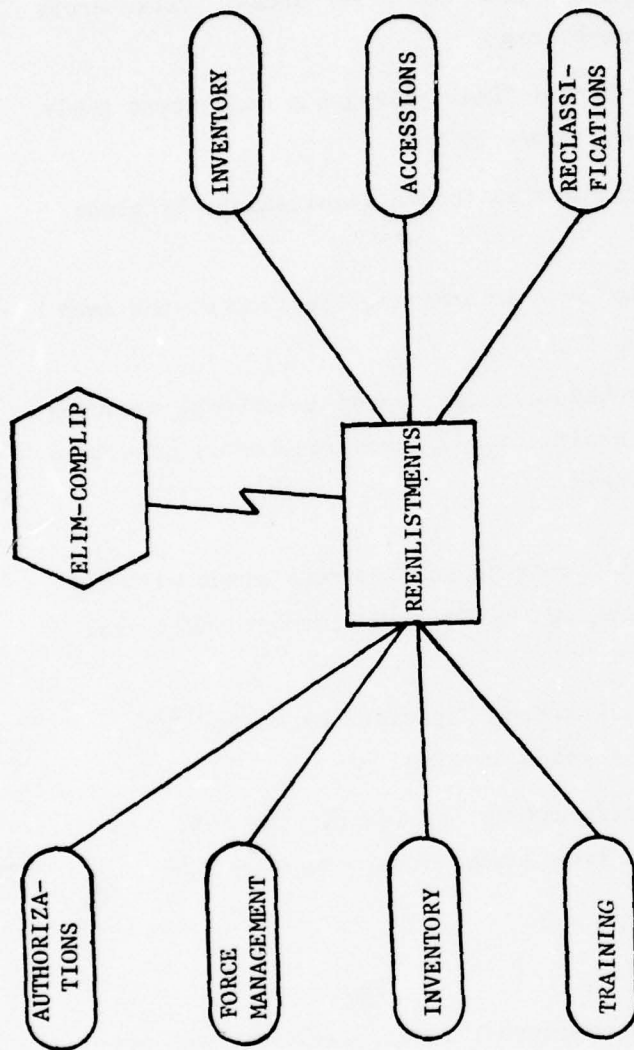 AUTHORIZA-
TIONS
FORCE
MANAGEMENT
INVENTORY
TRAINING
ELIM-COMPLIP
REENLISTMENTS
INVENTORY
ACCESSIONS
RECLASSI-
FICATIONS